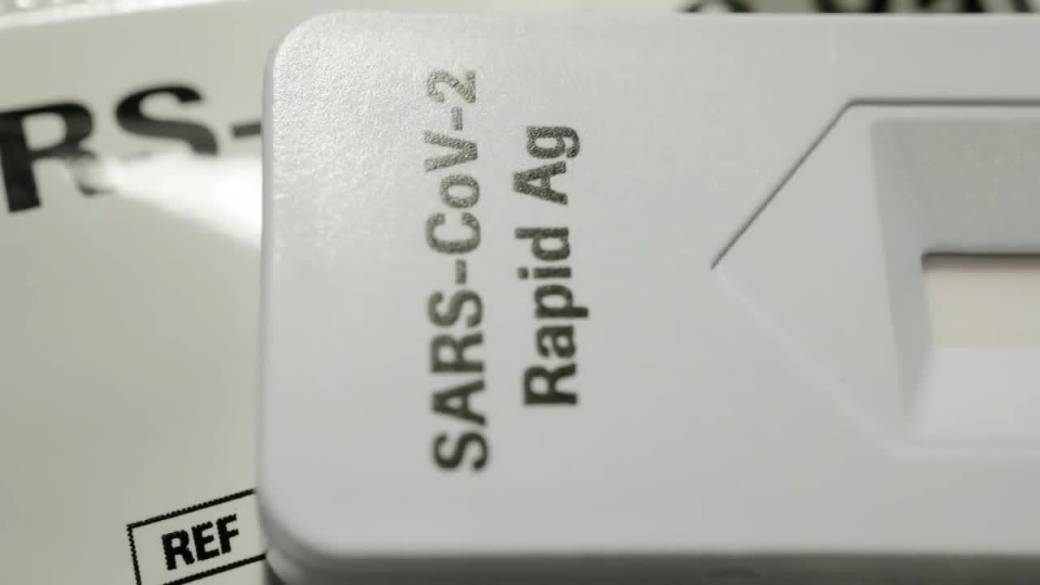 RS-
SARS-CoV-2
Rapid Ag
REF